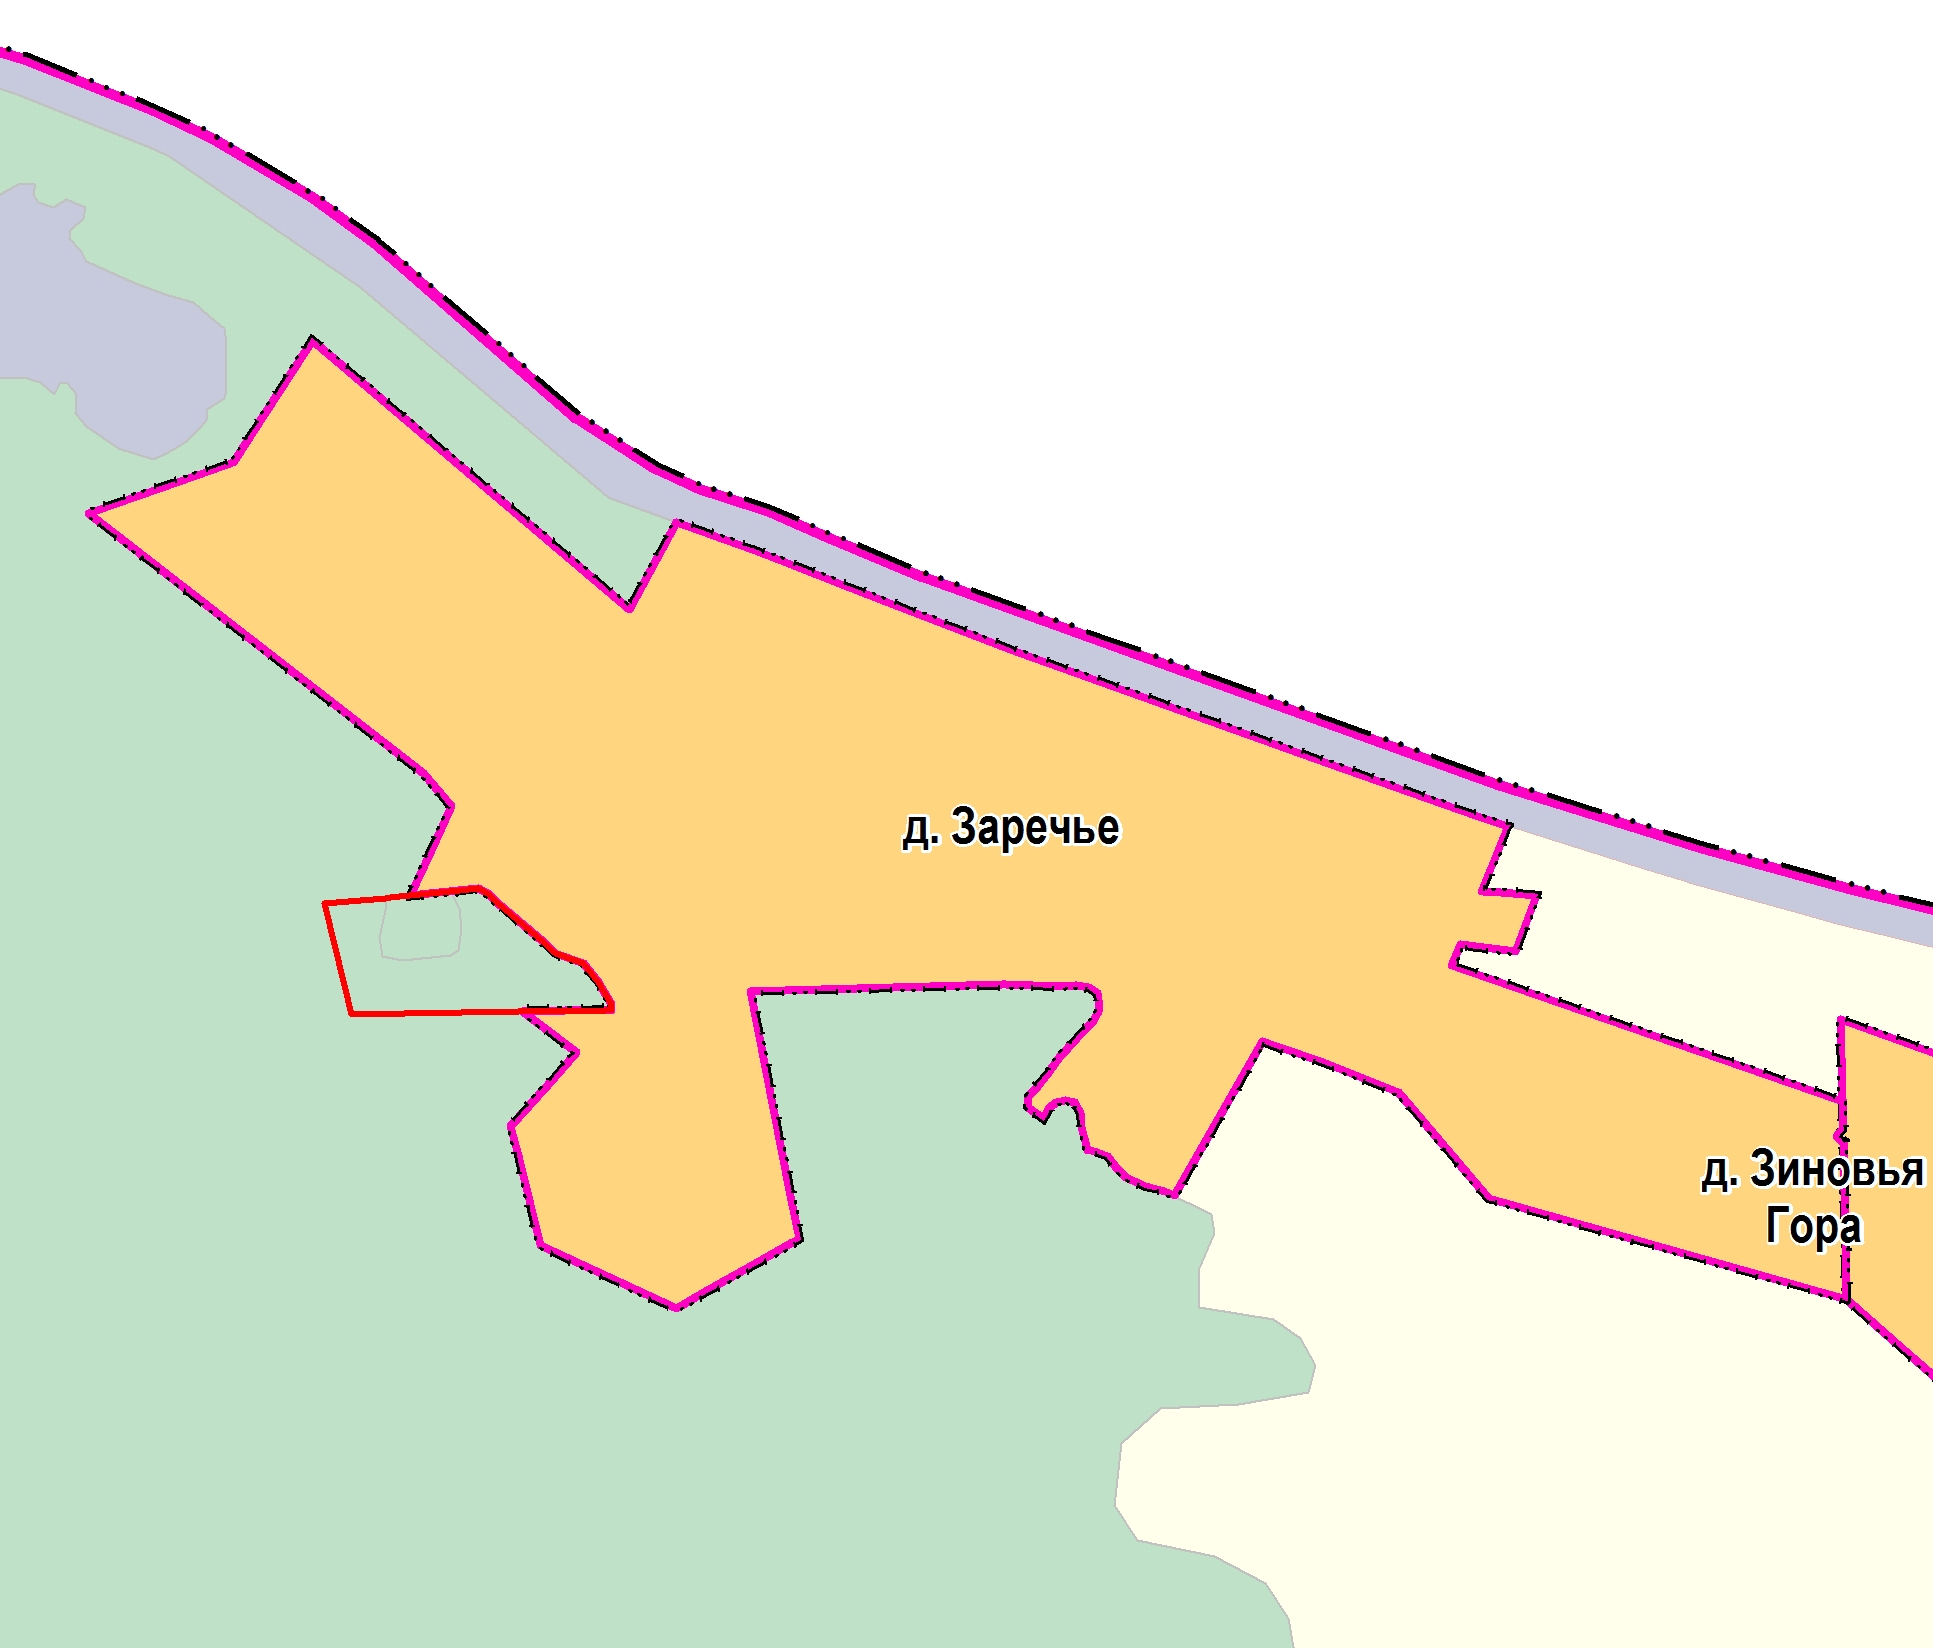 д. Заречье
д. Зиновья
Гора